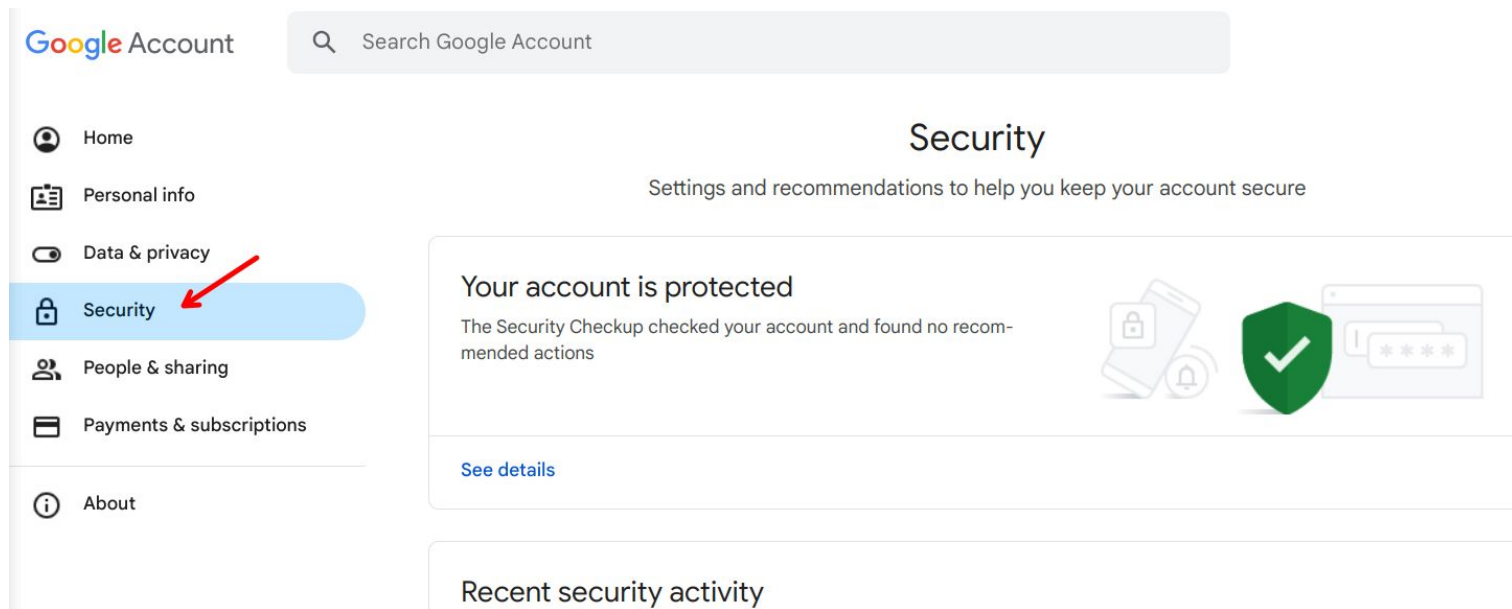 Google Account
Search Google Account
Home
Personal info
Data & privacy
Security
People & sharing
Payments & subscriptions
About
Security
Settings and recommendations to help you keep your account secure
Your account is protected
The Security Checkup checked your account and found no recom-
mended actions
****
See details
Recent security activity